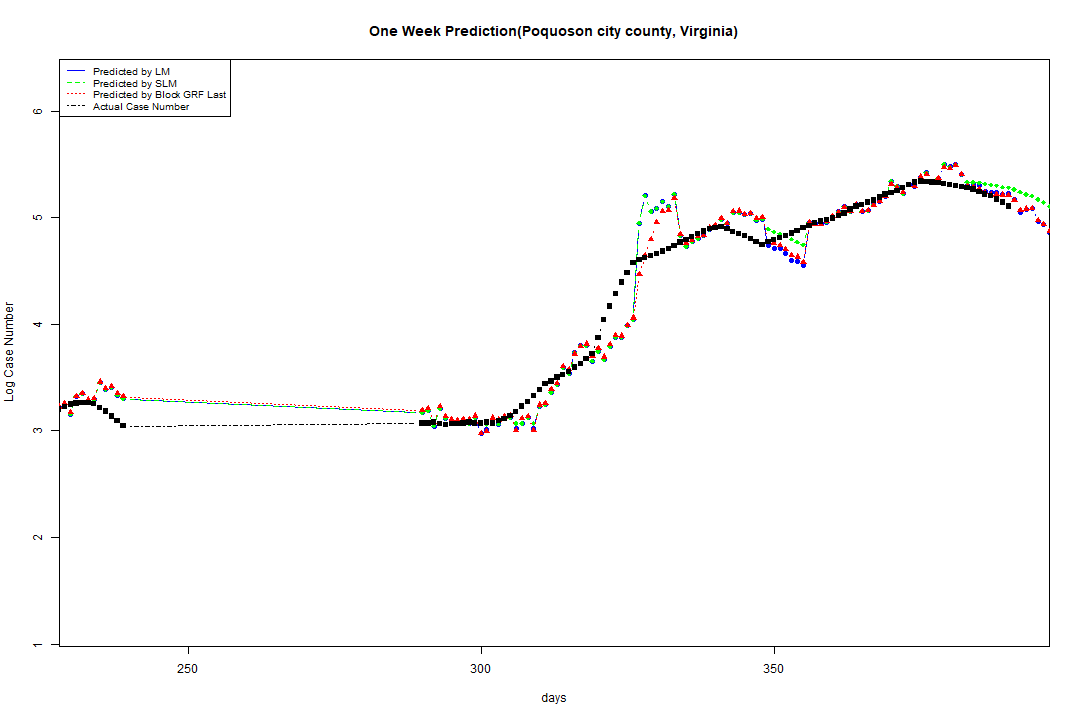 One Week Prediction(Poquoson city county, Virginia)
Predicted by LM
Predicted by SLM
Predicted by Block GRF Last
Actual Case Number
6
5
4
3
2
1
Log Case Number
250
300
350
days